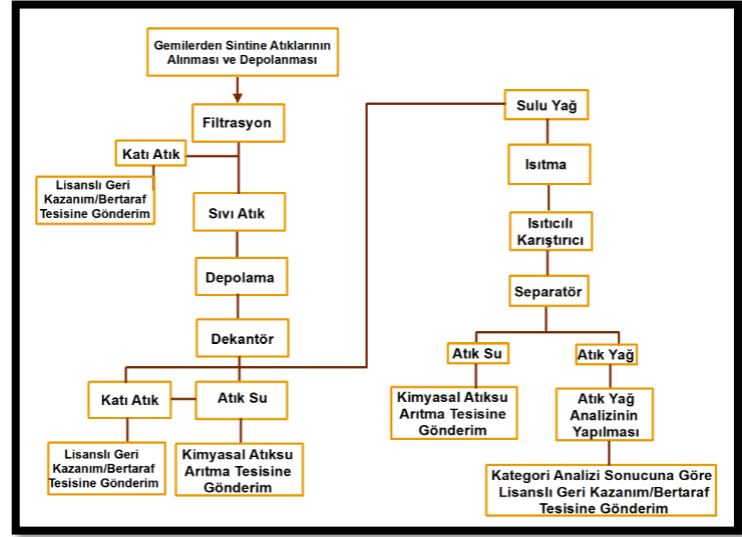 Gemilerden Sintine Atıklarının
Alınması ve Depolanması
Filtrasyon
Katı Atık
Lisanslı Geri
Kazanım/Bertaraf
Tesisine Gönderim
Sıvı Atık
Depolama
Dekantör
Katı Atık
Atık Su
Lisanslı Geri
Kazanım/Bertaraf
Tesisine Gönderim
Kimyasal Atıksu
Arıtma Tesisine
Gönderim
Sulu Yağ
Isıtma
Isıtıcılı
Karıştırıcı
Separatör
Atık Su
Atık Yağ
Kimyasal Atıksu
Arıtma Tesisine
Gönderim
Atık Yağ
Analizinin
Yapılması
Kategori Analizi Sonucuna Göre
Lisanslı Geri Kazanım/Bertaraf
Tesisine Gönderim